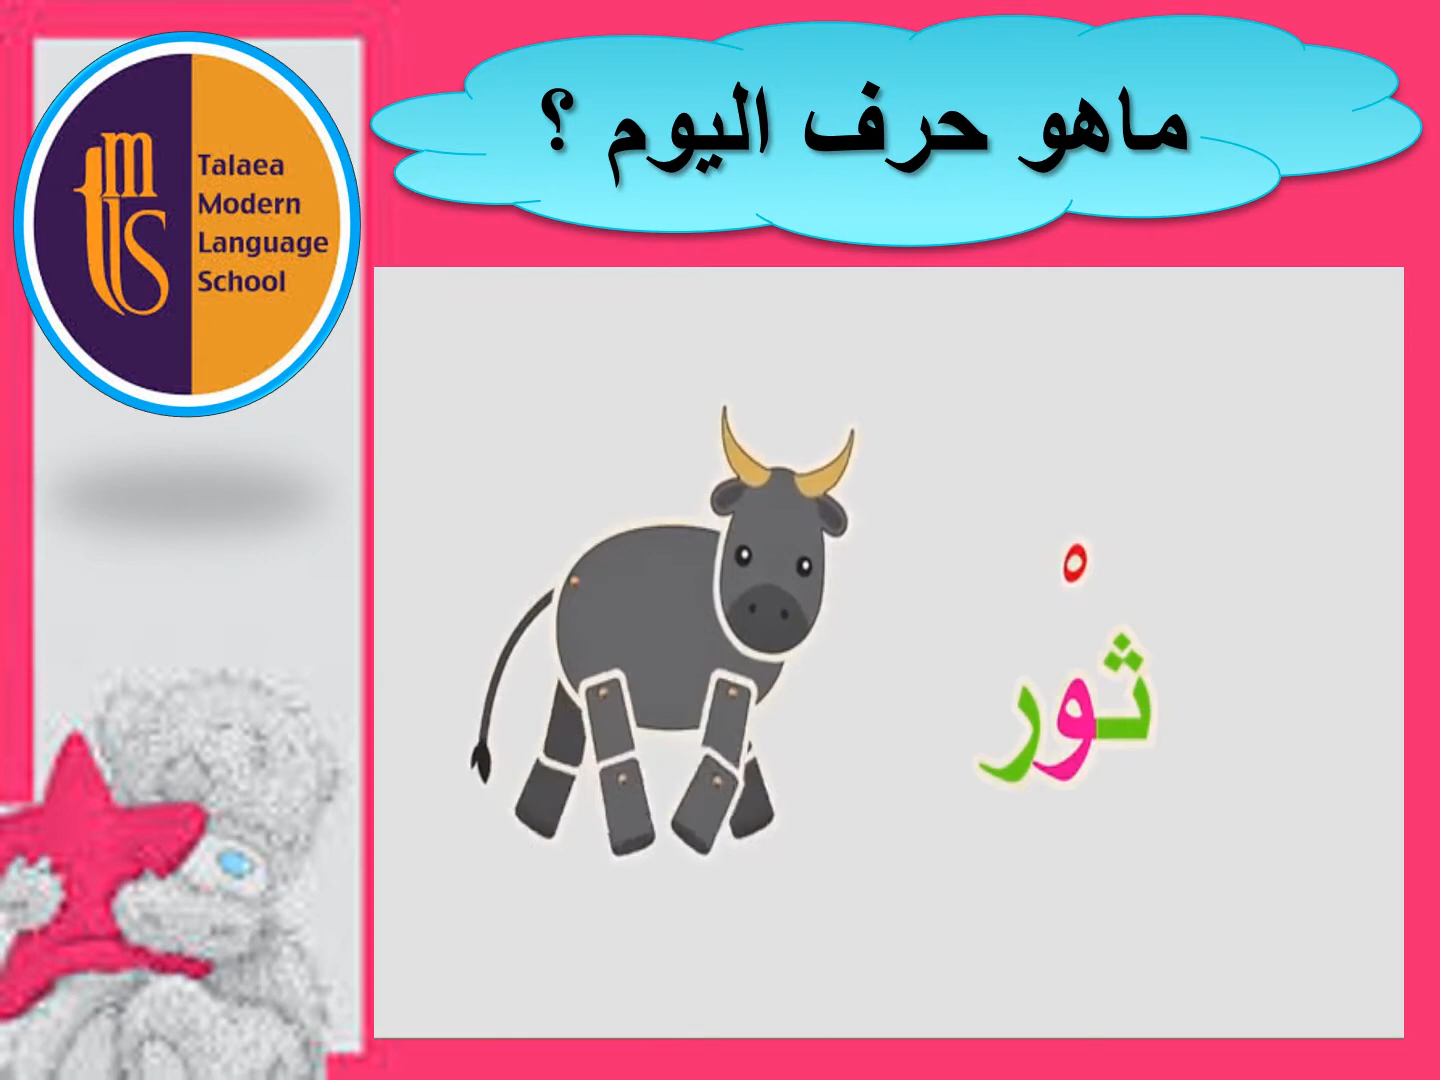 ماهو حرف اليوم ؟
Talaea
Modern
Language
School
ثوْر